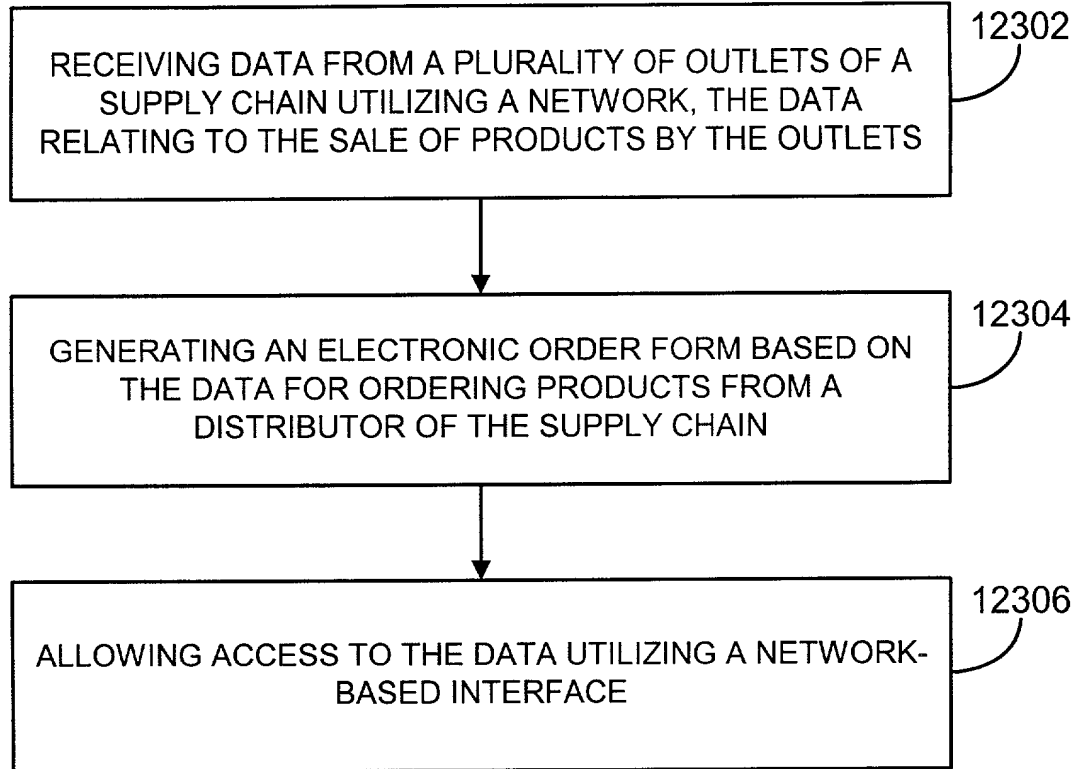 12302
RECEIVING DATA FROM A PLURALITY OF OUTLETS OF A
SUPPLY CHAIN UTILIZING A NETWORK, THE DATA
RELATING TO THE SALE OF PRODUCTS BY THE OUTLETS
12304
GENERATING AN ELECTRONIC ORDER FORM BASED ON
THE DATA FOR ORDERING PRODUCTS FROM A
DISTRIBUTOR OF THE SUPPLY CHAIN
12306
ALLOWING ACCESS TO THE DATA UTILIZING A NETWORK-
BASED INTERFACE